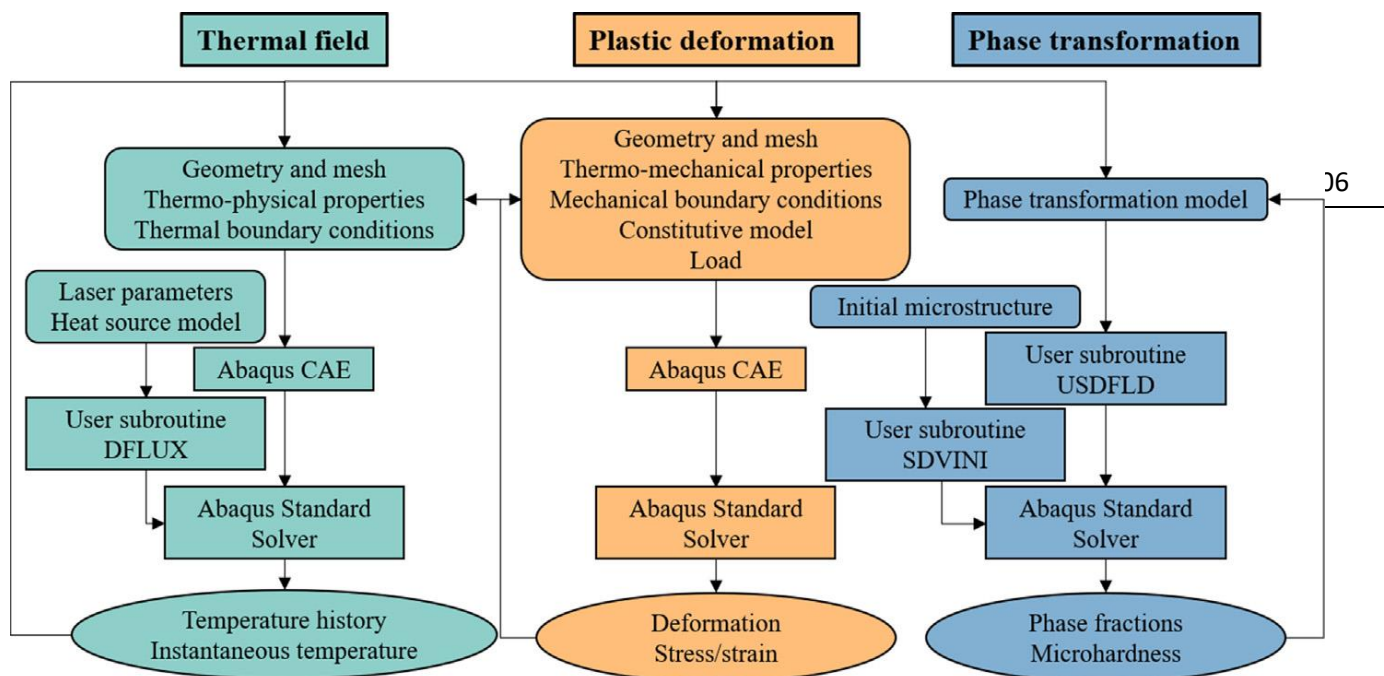 Thermal field
Plastic deformation
Phase transformation
Geometry and mesh
Thermo-physical properties
Thermal boundary conditions
Laser parameters
Heat source model
Abaqus CAE
User subroutine
DFLUX
Abaqus Standard
Solver
Temperature history
Instantaneous temperature
Geometry and mesh
Thermo-mechanical properties
Mechanical boundary conditions
Constitutive model
Load
Abaqus CAE
Abaqus Standard
Solver
Deformation
Stress/strain
Phase transformation model
Initial microstructure
User subroutine
USDFLD
User subroutine
SDVINI
Abaqus Standard
Solver
Phase fractions
Microhardness